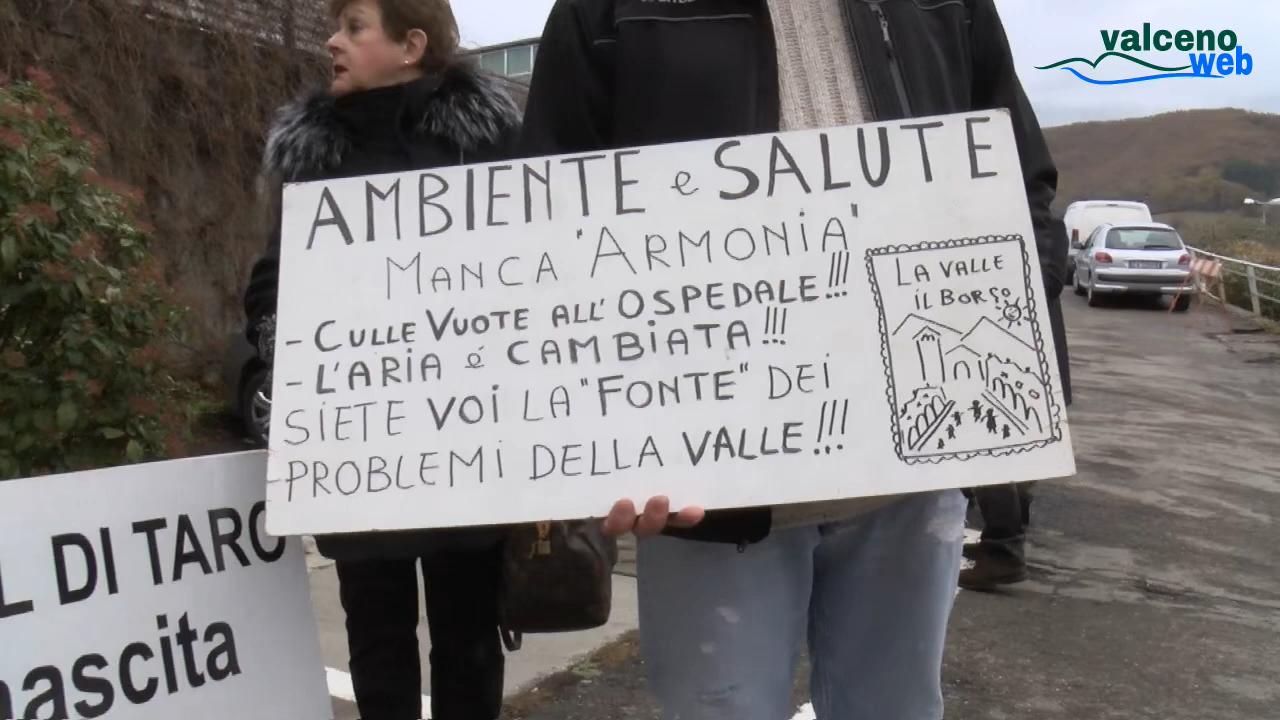 valceno
web
AMBIENTE e SALUTE
MANCA 'ARMONIA'
- CULLE VUOTE ALL'OSPEDALE!!!
- L'ARIA é CAMBIATA!!!
SIETE VOI LA "FONTE" DEI
PROBLEMI DELLA VALLE!!!
LA VALLE
iL BORGO
L DI TARO
nascita